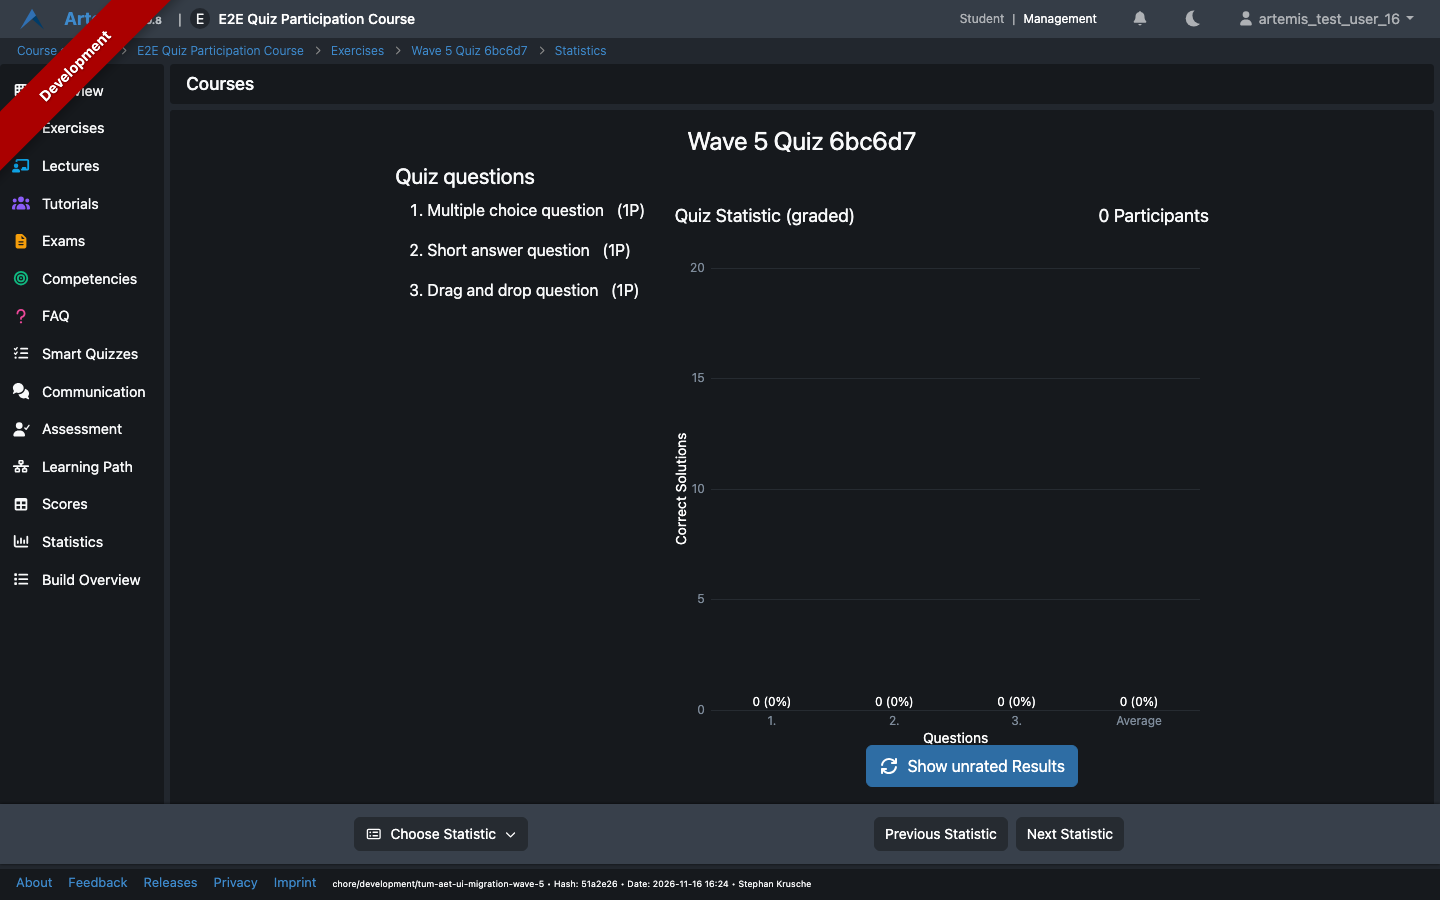 E E2E Quiz Participation Course
Student | Management
artemis_test_user_16
Development
Course
E2E Quiz Participation Course
Exercises
Wave 5 Quiz 6bc6d7
Statistics
Exercises
Lectures
Tutorials
Exams
Competencies
FAQ
Smart Quizzes
Communication
Assessment
Learning Path
Scores
Statistics
Build Overview
Courses
Wave 5 Quiz 6bc6d7
Quiz questions
1. Multiple choice question (1P)
2. Short answer question (1P)
3. Drag and drop question (1P)
Quiz Statistic (graded)
0 Participants
20
15
10
5
0
Correct Solutions
0 (0%) 0 (0%) 0 (0%) 0 (0%)
1. 2. 3. Average
Questions
Show unrated Results
Choose Statistic
Previous Statistic
Next Statistic
About Feedback Releases Privacy Imprint
chore/development/tum-aet-ui-migration-wave-5 • Hash: 51a2e26 • Date: 2026-11-16 16:24 • Stephan Krusche